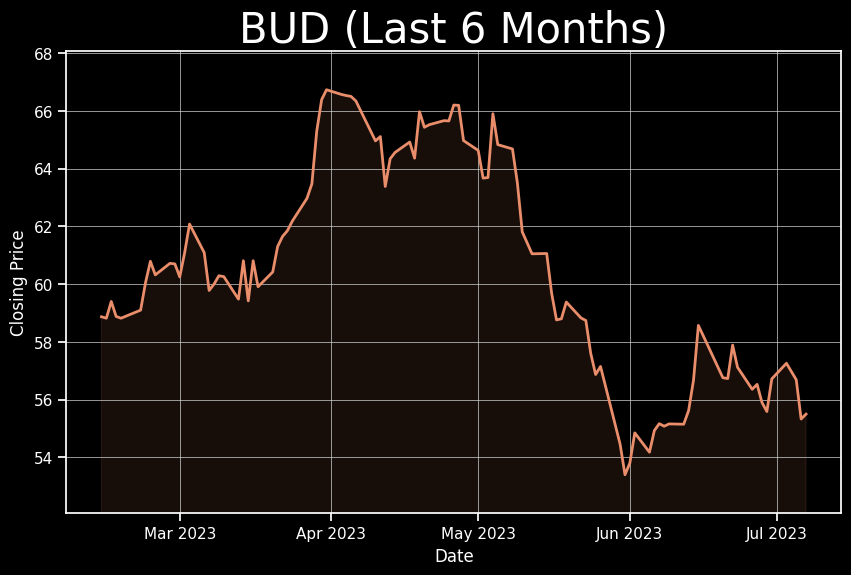 BUD (Last 6 Months)
68
66
64
62
60
58
56
54
Closing Price
Mar 2023
Apr 2023
May 2023
Jun 2023
Jul 2023
Date